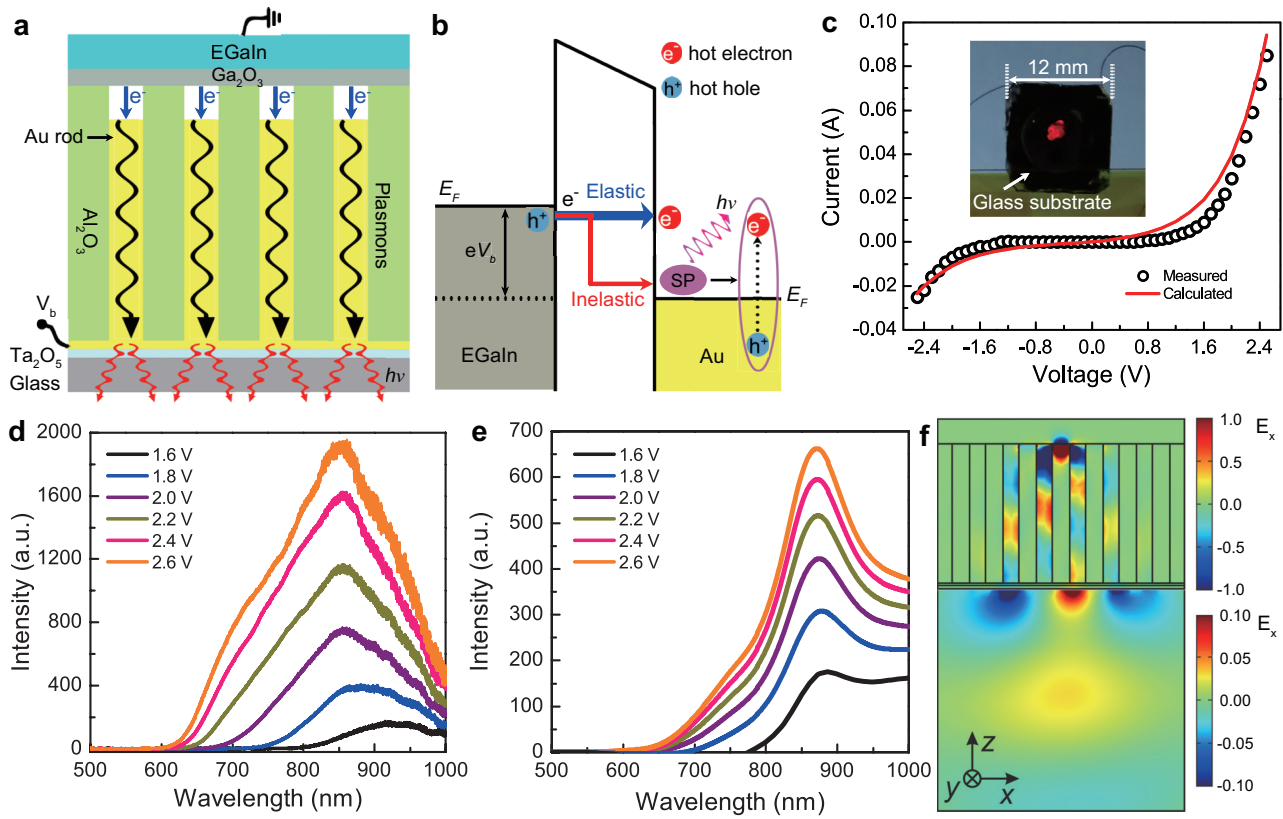 a
EGaIn
Ga₂O₃
e⁻ e⁻ e⁻ e⁻
Au rod
Al₂O₃
Plasmons
V_b
Ta₂O₅
Glass
hν
b
e⁻ hot electron
h⁺ hot hole
E_F
h⁺
e⁻ Elastic
e⁻
hν
e⁻
eV_b
Inelastic
SP
E_F
h⁺
EGaIn
Au
c
0.10
0.08
0.06
0.04
0.02
0.00
-0.02
-0.04
Current (A)
12 mm
Glass substrate
Measured
Calculated
-2.4 -1.6 -0.8 0.0 0.8 1.6 2.4
Voltage (V)
d
2000
1600
1200
800
400
0
Intensity (a.u.)
1.6 V
1.8 V
2.0 V
2.2 V
2.4 V
2.6 V
500 600 700 800 900 1000
Wavelength (nm)
e
700
600
500
400
300
200
100
0
Intensity (a.u.)
1.6 V
1.8 V
2.0 V
2.2 V
2.4 V
2.6 V
500 600 700 800 900 1000
Wavelength (nm)
f
1.0 Eₓ
0.5
0.0
-0.5
-1.0
0.10 Eₓ
0.05
0.00
-0.05
-0.10
z
y x